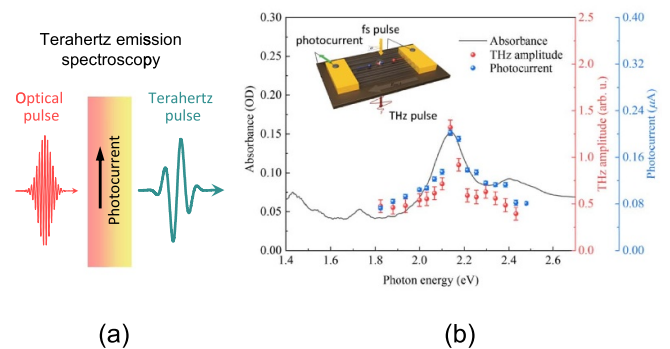 Terahertz emission
spectroscopy
Optical
pulse
Terahertz
pulse
Photocurrent
(a)
0.30
0.25
0.20
0.15
0.10
0.05
0.00
Absorbance (OD)
1.4 1.6 1.8 2.0 2.2 2.4 2.6
Photon energy (eV)
fs pulse
photocurrent
THz pulse
Absorbance
THz amplitude
Photocurrent
2.5
2.0
1.5
1.0
0.5
0.0
THz amplitude (arb. u.)
0.40
0.32
0.24
0.16
0.08
0.00
Photocurrent (μA)
(b)